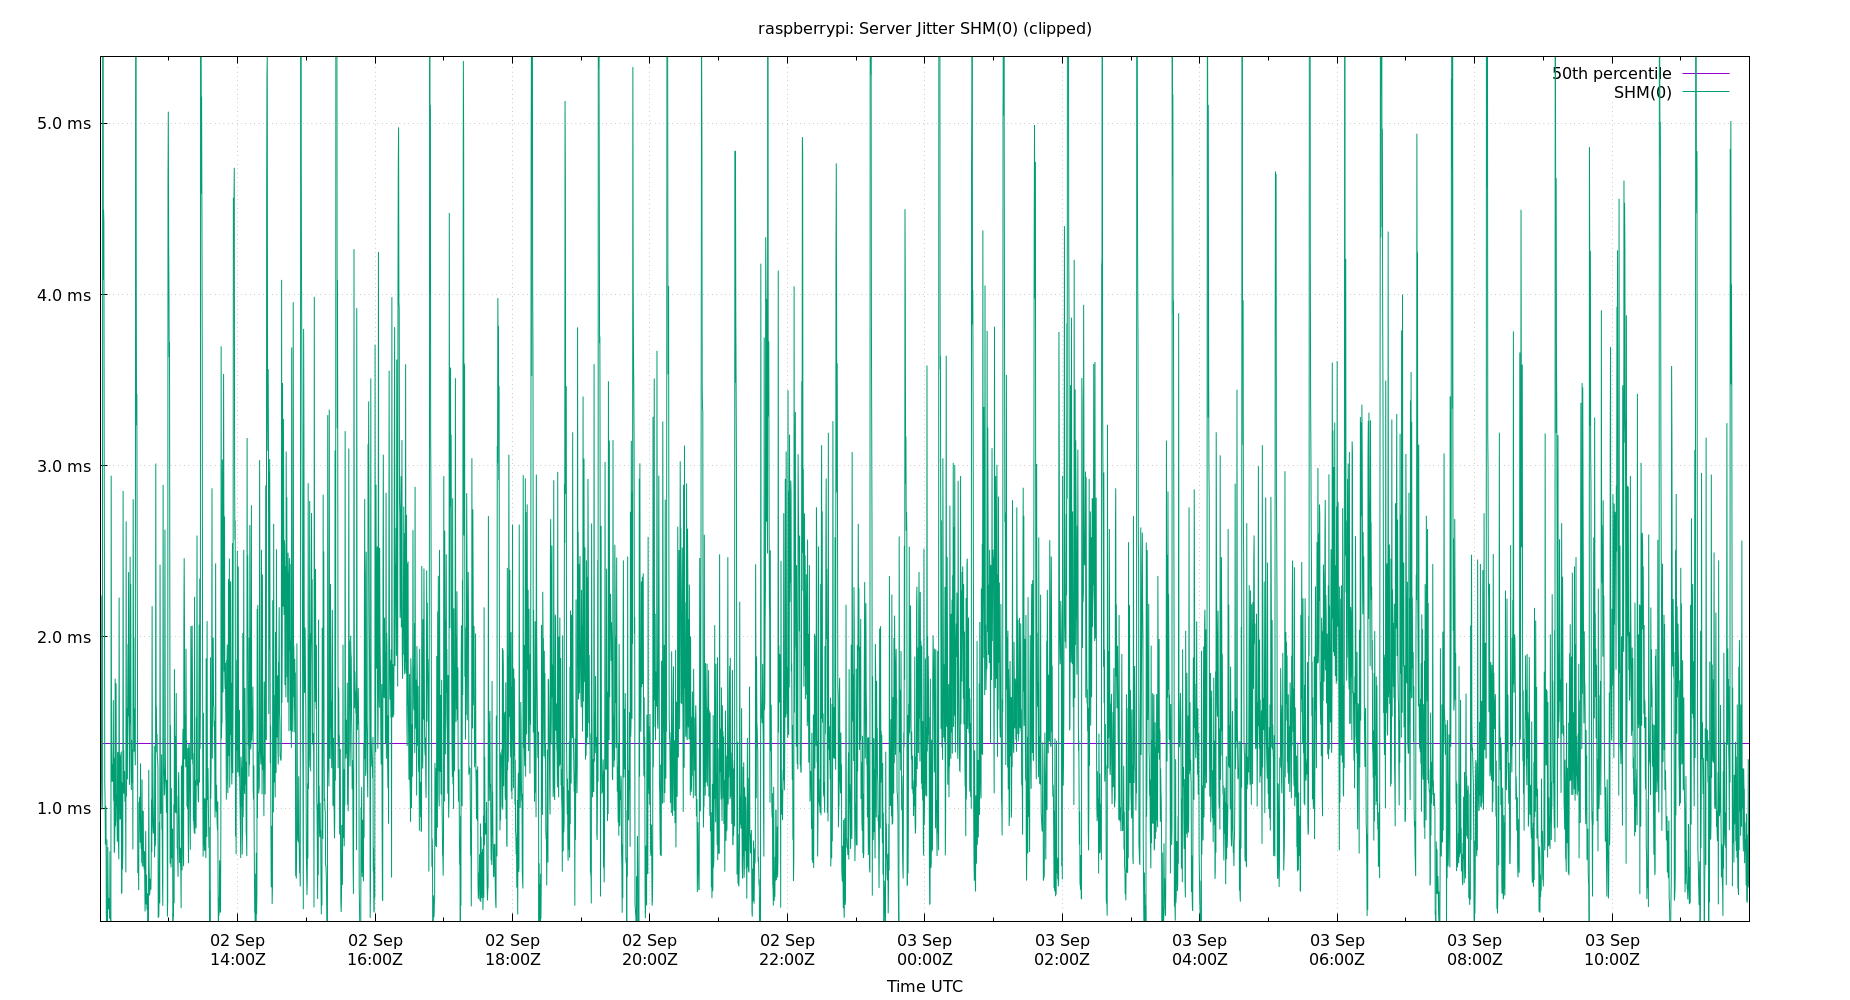 raspberrypi: Server Jitter SHM(0) (clipped)
50th percentile
SHM(0)
5.0 ms
4.0 ms
3.0 ms
2.0 ms
1.0 ms
02 Sep 02 Sep 02 Sep 02 Sep 02 Sep 03 Sep 03 Sep 03 Sep 03 Sep 03 Sep 03 Sep
14:00Z 16:00Z 18:00Z 20:00Z 22:00Z 00:00Z 02:00Z 04:00Z 06:00Z 08:00Z 10:00Z
Time UTC